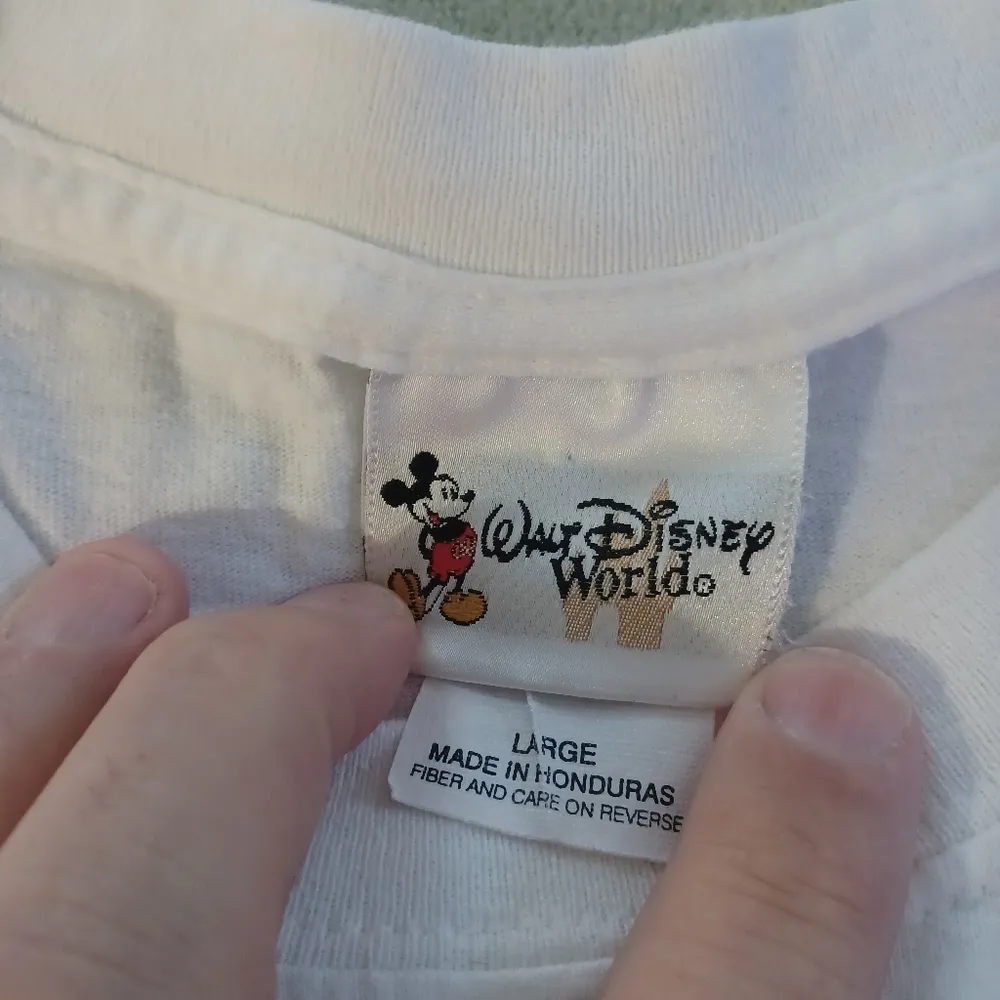 Walt Disney
World®
LARGE
MADE IN HONDURAS
FIBER AND CARE ON REVERSE